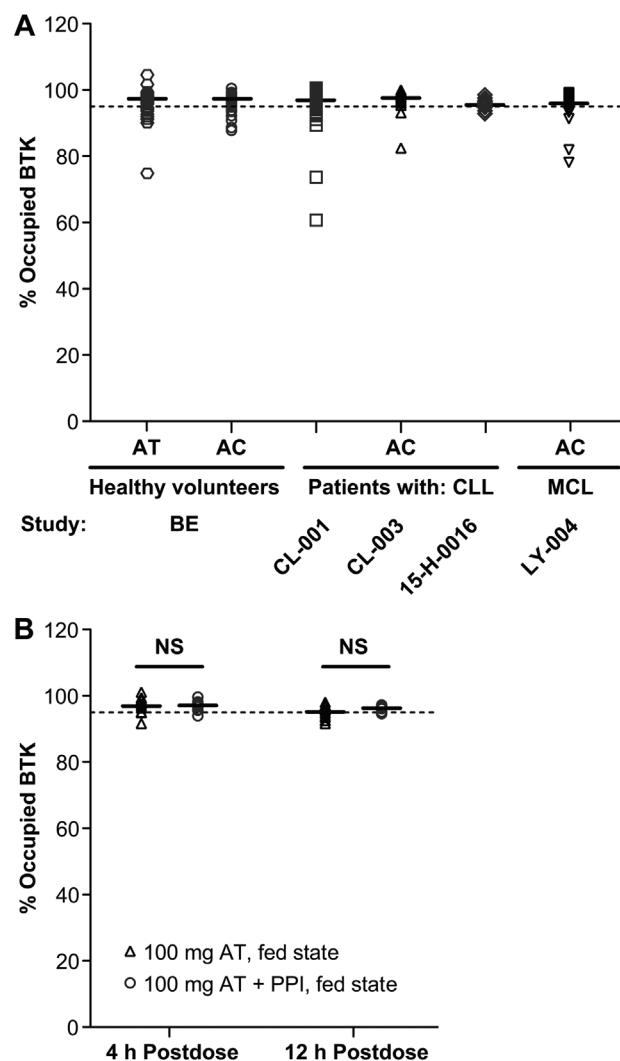 A
120
100
80
60
40
20
0
% Occupied BTK
AT AC AC AC
Healthy volunteers Patients with: CLL MCL
Study: BE CL-001 CL-003 15-H-0016 LY-004
B
120
100
80
60
40
20
0
% Occupied BTK
NS NS
100 mg AT, fed state
100 mg AT + PPI, fed state
4 h Postdose 12 h Postdose